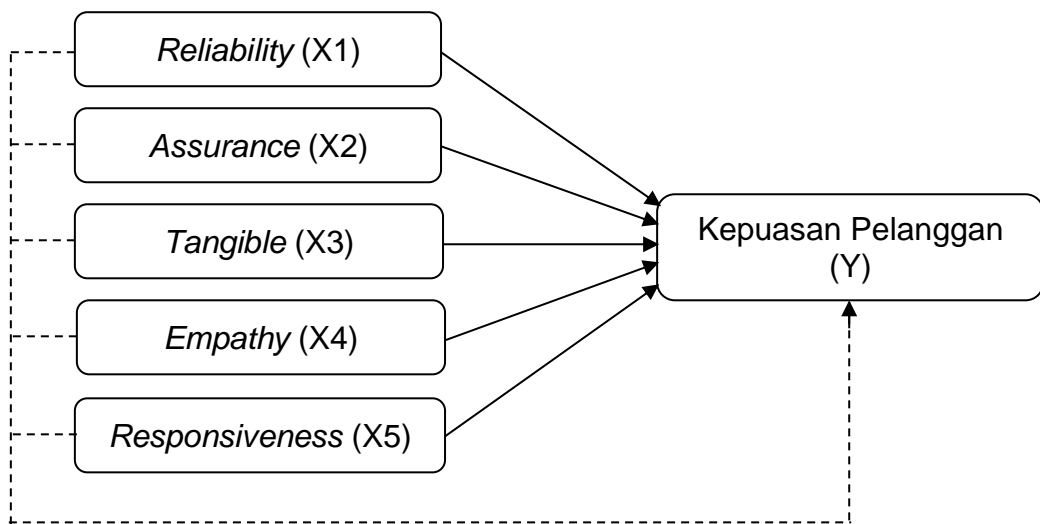 Reliability (X1)
Assurance (X2)
Tangible (X3)
Empathy (X4)
Responsiveness (X5)
Kepuasan Pelanggan
(Y)